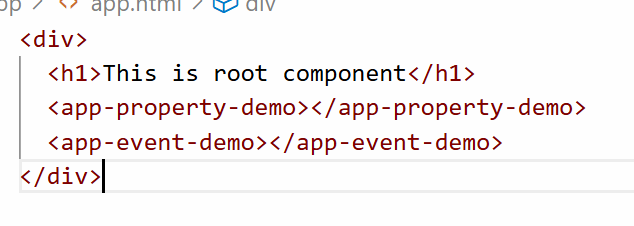 app.html > div
<div>
<h1>This is root component</h1>
<app-property-demo></app-property-demo>
<app-event-demo></app-event-demo>
</div>